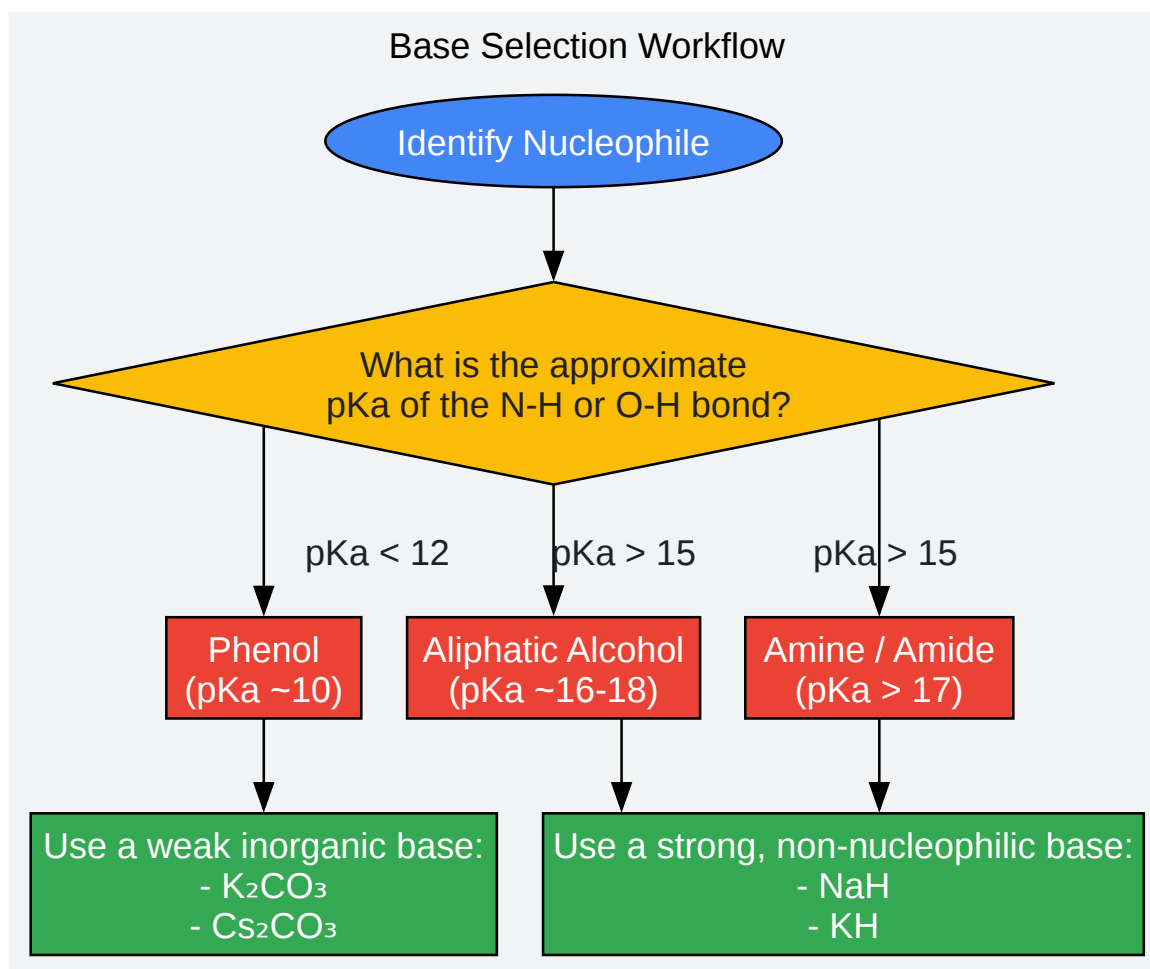 Base Selection Workflow
Identify Nucleophile
What is the approximate
pKa of the N-H or O-H bond?
pKa < 12
pKa > 15
pKa > 15
Phenol
(pKa ~10)
Aliphatic Alcohol
(pKa ~16-18)
Amine / Amide
(pKa > 17)
Use a weak inorganic base:
- K₂CO₃
- Cs₂CO₃
Use a strong, non-nucleophilic base:
- NaH
- KH